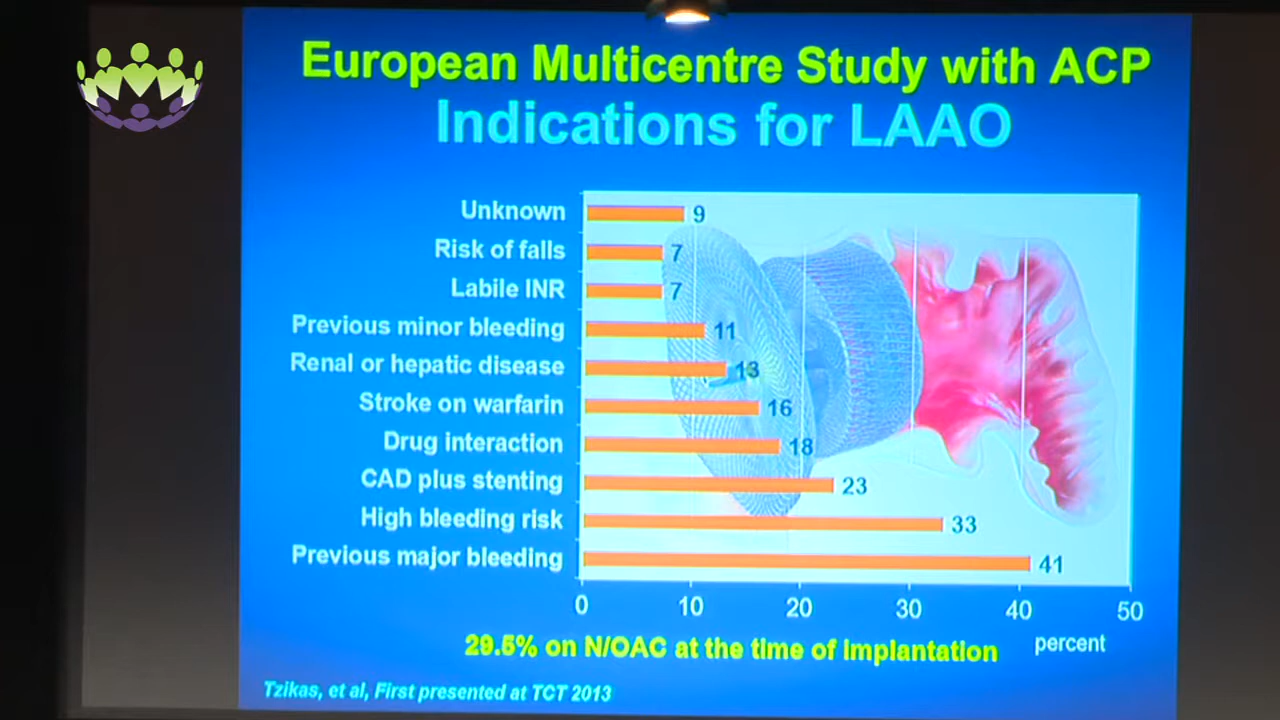 European Multicentre Study with ACP
Indications for LAAO
Unknown 9
Risk of falls 7
Labile INR 7
Previous minor bleeding 11
Renal or hepatic disease 13
Stroke on warfarin 16
Drug interaction 18
CAD plus stenting 23
High bleeding risk 33
Previous major bleeding 41
0 10 20 30 40 50
percent
29.5% on N/OAC at the time of implantation
Tzikas, et al, First presented at TCT 2013